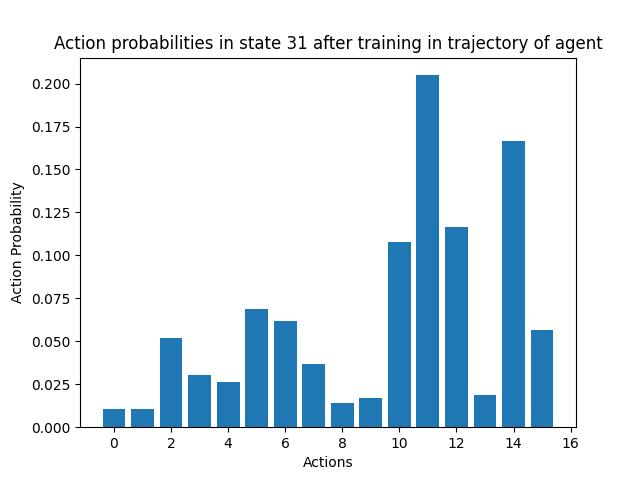 Action probabilities in state 31 after training in trajectory of agent
0.200
0.175
0.150
0.125
0.100
0.075
0.050
0.025
0.000
Action Probability
0 2 4 6 8 10 12 14 16
Actions